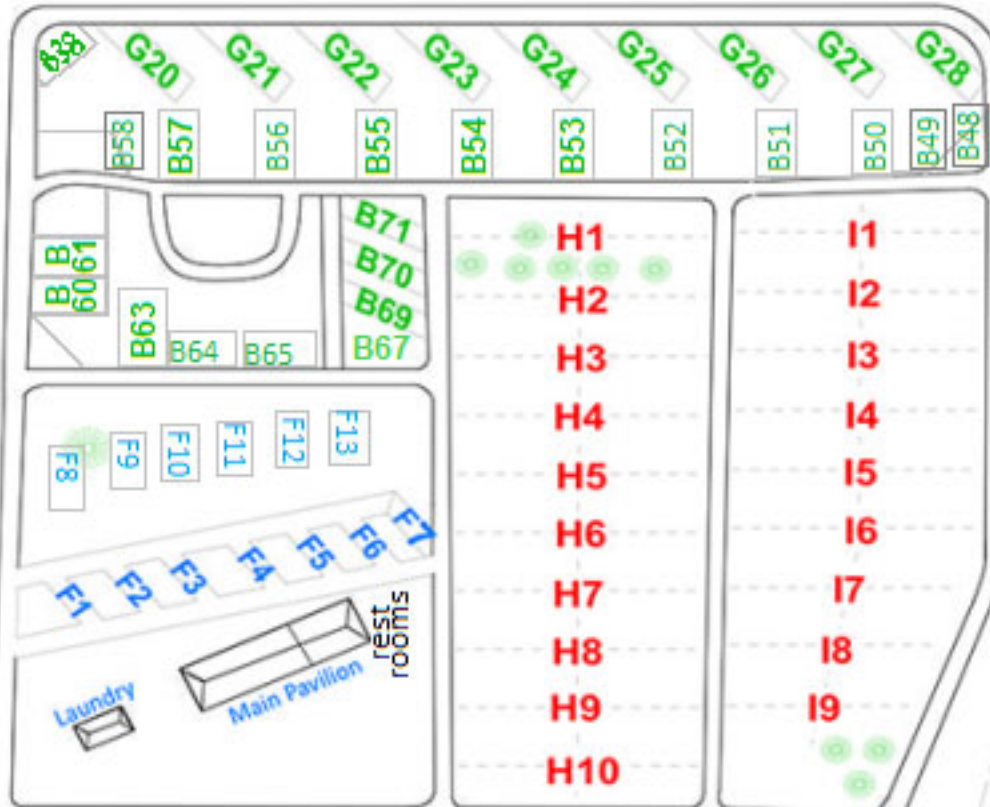 G20 G21 G22 G23 G24 G25 G26 G27 G28
B58 B57 B56 B55 B54 B53 B52 B51 B50 B49 B48
B71
B70
B69
B67
B
61
B
60
B63 B64 B65
F8 F9 F10 F11 F12 F13
F1 F2 F3 F4 F5 F6 F7
rest
rooms
Main Pavilion
Laundry
H1
H2
H3
H4
H5
H6
H7
H8
H9
H10
I1
I2
I3
I4
I5
I6
I7
I8
I9